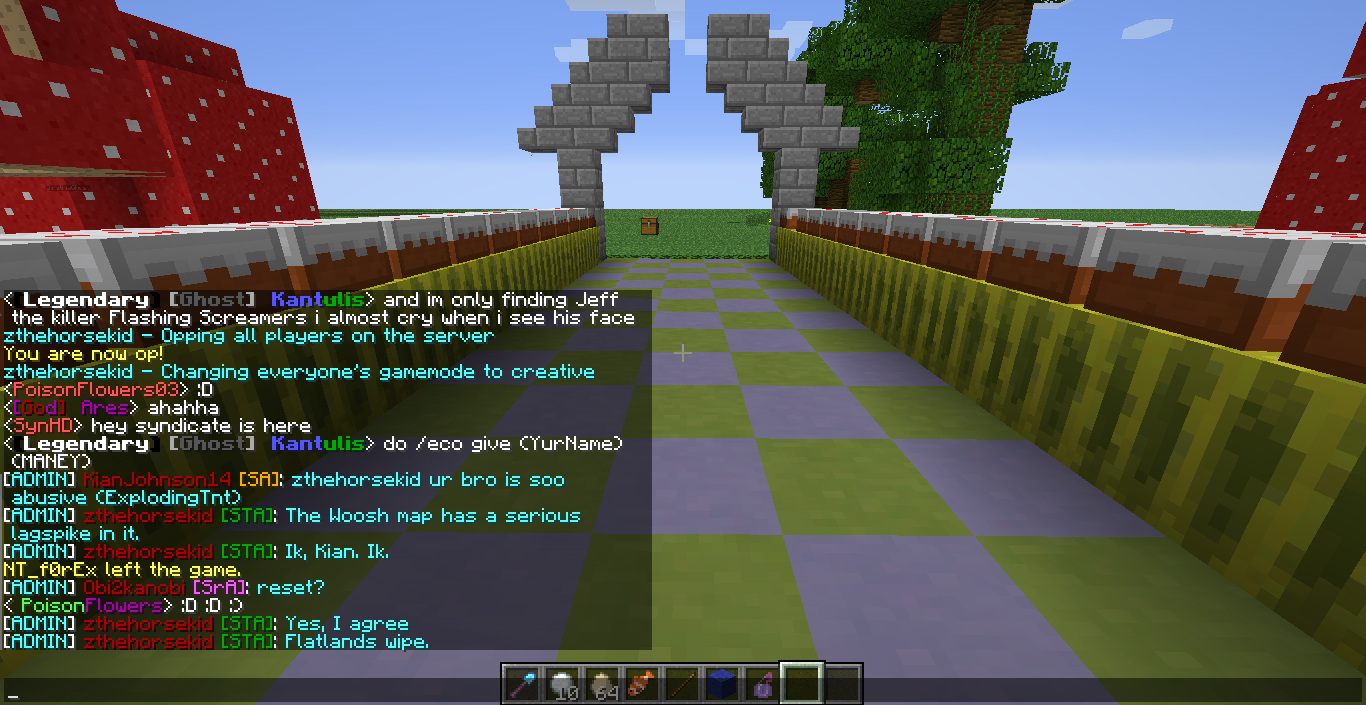 < Legendary [Ghost] Kantulis> and im only finding Jeff
the killer Flashing Screamers i almost cry when i see his face
zthehorsekid - Opping all players on the server
You are now op!
zthehorsekid - Changing everyone's gamemode to creative
<PoisonFlowers03> :D
<[God] Ares> ahahha
<SynHD> hey syndicate is here
< Legendary [Ghost] Kantulis> do /eco give (YurName)
(MANEY)
[ADMIN] KianJohnson14 [SA]: zthehorsekid ur bro is soo
abusive (ExplodingTnt)
[ADMIN] zthehorsekid [STA]: The Woosh map has a serious
lagspike in it.
[ADMIN] zthehorsekid [STA]: Ik, Kian. Ik.
NT_f0rEx left the game.
[ADMIN] Obi2kanobi [SrA]: reset?
< PoisonFlowers> :D :D :)
[ADMIN] zthehorsekid [STA]: Yes, I agree
[ADMIN] zthehorsekid [STA]: Flatlands wipe.
_
10
64